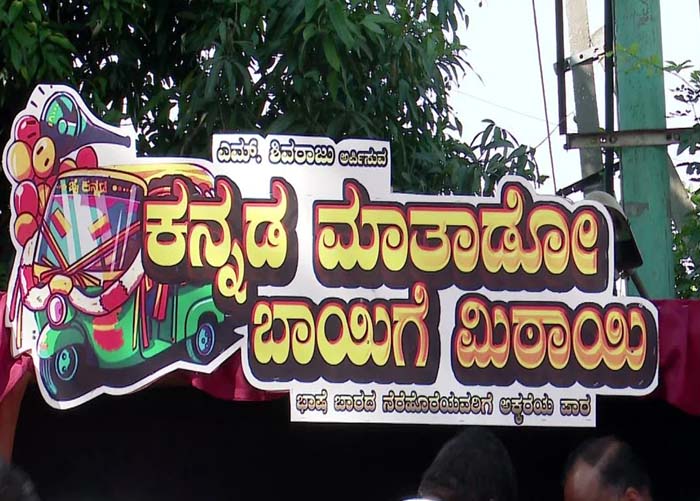 ಎಮ್. ಶಿವರಾಜು ಅರ್ಪಿಸುವ
ಕನ್ನಡ ಮಾತಾಡೋ
ಬಾಯಿಗೆ ಮಿಠಾಯಿ
ಭಾಷೆ ಬಾರದ ನೆರೆಹೊರೆಯವರಿಗೆ ಅಕ್ಕರೆಯ ಪಾಠ